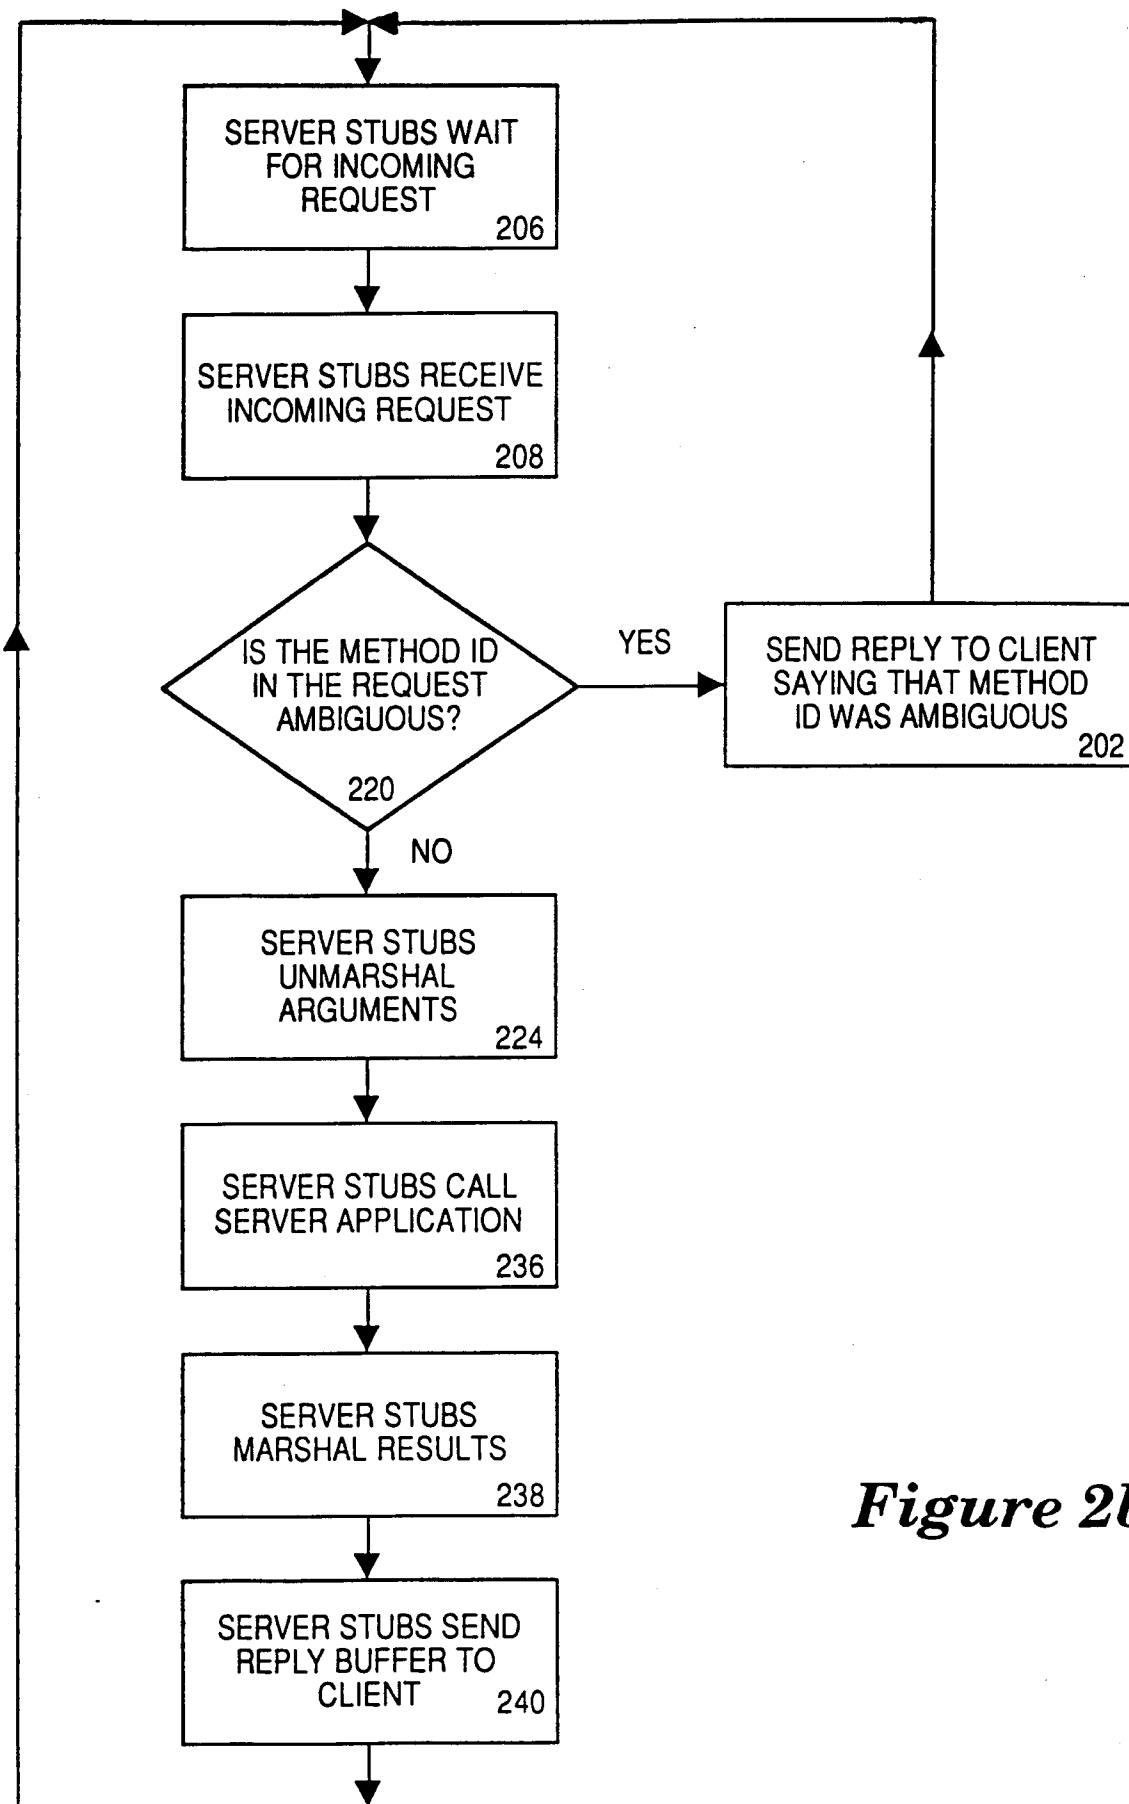 SERVER STUBS WAIT
FOR INCOMING
REQUEST
206
SERVER STUBS RECEIVE
INCOMING REQUEST
208
IS THE METHOD ID
IN THE REQUEST
AMBIGUOUS?
220
YES
SEND REPLY TO CLIENT
SAYING THAT METHOD
ID WAS AMBIGUOUS
202
NO
SERVER STUBS
UNMARSHAL
ARGUMENTS
224
SERVER STUBS CALL
SERVER APPLICATION
236
SERVER STUBS
MARSHAL RESULTS
238
Figure
SERVER STUBS SEND
REPLY BUFFER TO
CLIENT
240